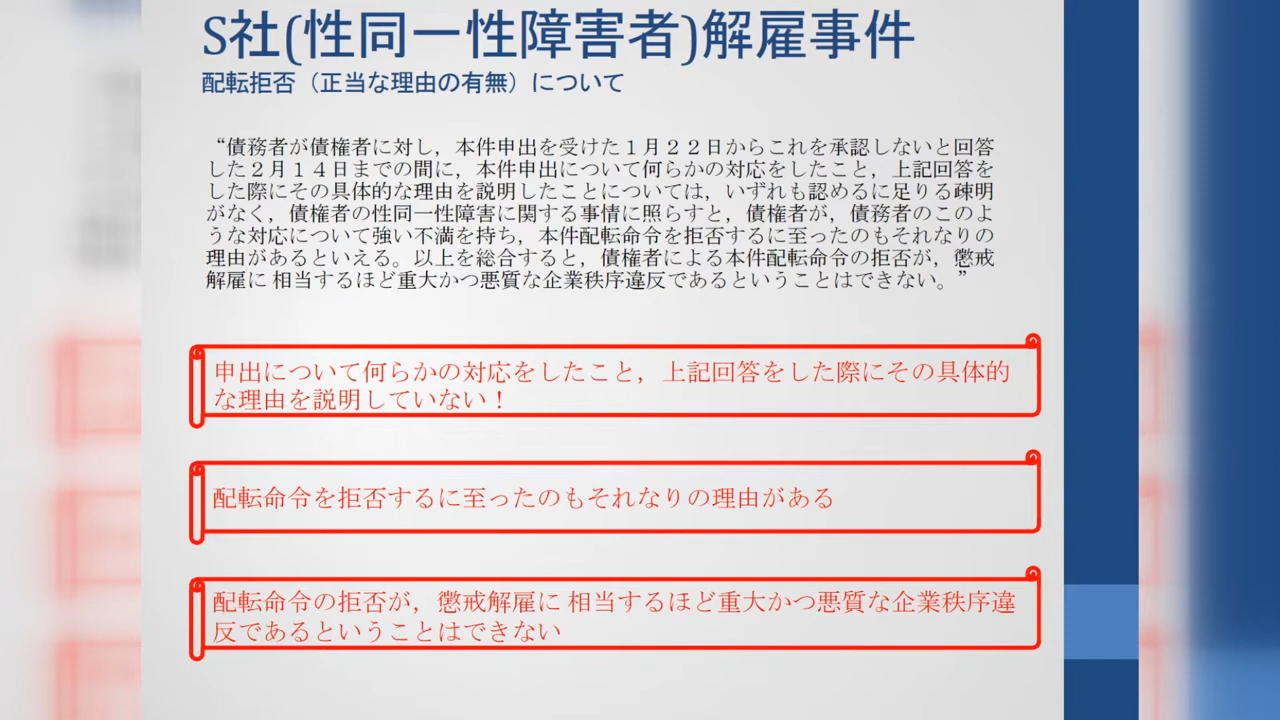 S社(性同一性障害者)解雇事件
配転拒否（正当な理由の有無）について
“債務者が債権者に対し，本件申出を受けた１月２２日からこれを承認しないと回答
した２月１４日までの間に，本件申出について何らかの対応をしたこと，上記回答を
した際にその具体的な理由を説明したことについては，いずれも認めるに足りる疎明
がなく，債権者の性同一性障害に関する事情に照らすと，債権者が，債務者のこのよ
うな対応について強い不満を持ち，本件配転命令を拒否するに至ったのもそれなりの
理由があるといえる。以上を総合すると，債権者による本件配転命令の拒否が，懲戒
解雇に 相当するほど重大かつ悪質な企業秩序違反であるということはできない。”
申出について何らかの対応をしたこと，上記回答をした際にその具体的
な理由を説明していない！
配転命令を拒否するに至ったのもそれなりの理由がある
配転命令の拒否が，懲戒解雇に 相当するほど重大かつ悪質な企業秩序違
反であるということはできない